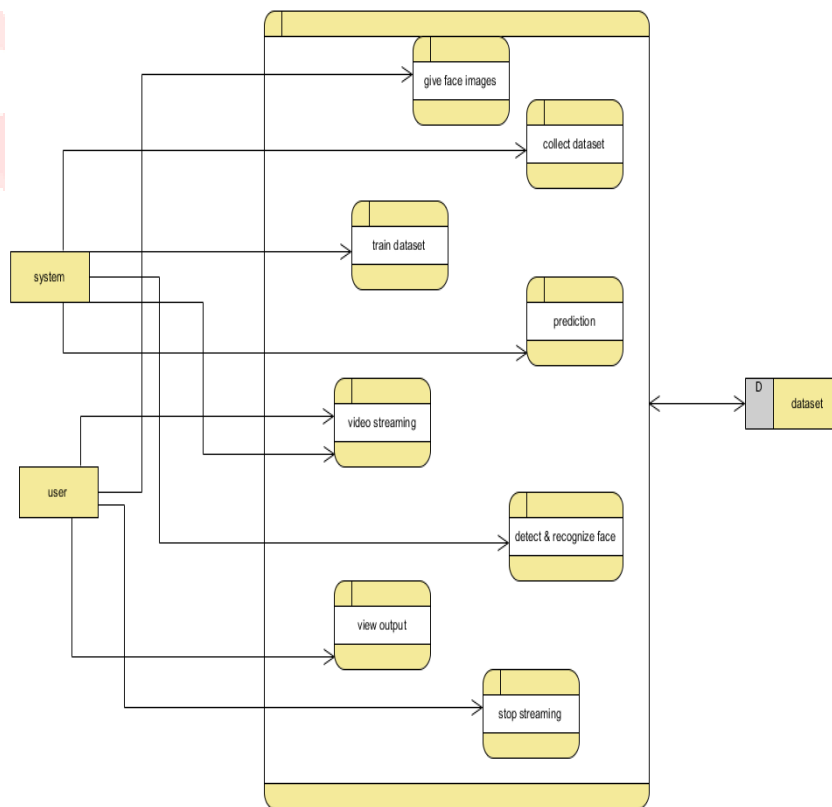 give face images
collect dataset
train dataset
system
prediction
D
dataset
video streaming
user
detect & recognize face
view output
stop streaming